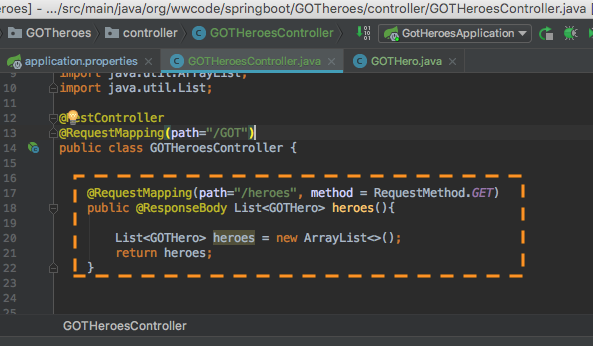 eroes] - .../src/main/java/org/wwcode/springboot/GOTheroes/controller/GOTHeroesController.java [
GOTheroes controller GOTHeroesController GotHeroesApplication
application.properties GOTHeroesController.java GOTHero.java
9 import java.util.ArrayList;
10 import java.util.List;
11
12 @RestController
13 @RequestMapping(path="/GOT")
14 public class GOTHeroesController {
16
17 @RequestMapping(path="/heroes", method = RequestMethod.GET)
18 public @ResponseBody List<GOTHero> heroes(){
19
20 List<GOTHero> heroes = new ArrayList<>();
21 return heroes;
22 }
23
24
25
GOTHeroesController